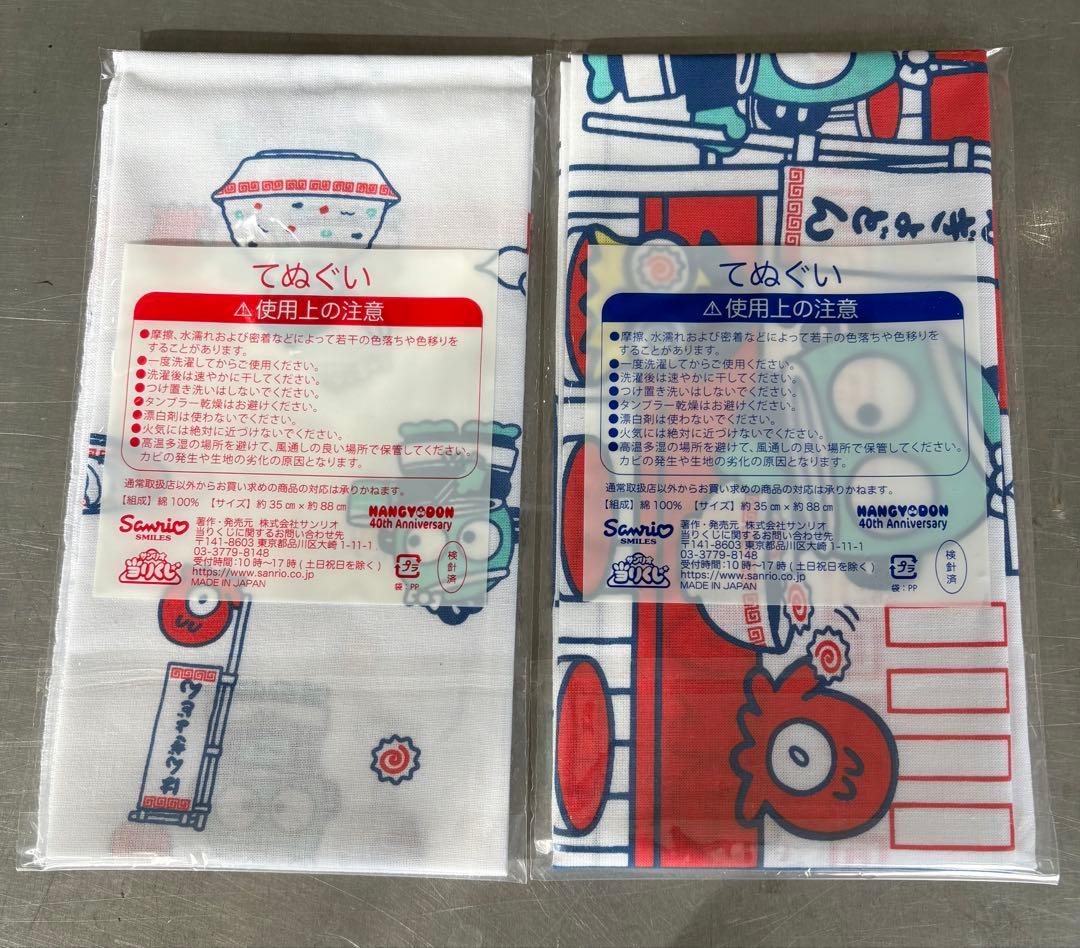 てぬぐい
⚠使用上の注意
●摩擦、水濡れおよび密着などによって若干の色落ちや色移りを
することがあります。
●一度洗濯してからご使用ください。
●洗濯後は速やかに干してください。
●つけ置き洗いはしないでください。
●タンブラー乾燥はお避けください。
●漂白剤は使わないでください。
●火気には絶対に近づけないでください。
●高温多湿の場所を避けて、風通しの良い場所で保管してください。
カビの発生や生地の劣化の原因となります。
通常取扱店以外からお買い求めの商品の対応は承りかねます。
【組成】綿100% 【サイズ】約35㎝×約88㎝
HANGYODON
40th Anniversary
Sanrio
SMILES
著作・発売元 株式会社サンリオ
当りくじに関するお問い合わせ先
〒141-8603 東京都品川区大崎 1-11-1
03-3779-8148
受付時間:10時～17時(土日祝日を除く)
https://www.sanrio.co.jp
MADE IN JAPAN
サンリオ
当りくじ
プラ
袋:PP
検針済
てぬぐい
⚠使用上の注意
●摩擦、水濡れおよび密着などによって若干の色落ちや色移りを
することがあります。
●一度洗濯してからご使用ください。
●洗濯後は速やかに干してください。
●つけ置き洗いはしないでください。
●タンブラー乾燥はお避けください。
●漂白剤は使わないでください。
●火気には絶対に近づけないでください。
●高温多湿の場所を避けて、風通しの良い場所で保管してください。
カビの発生や生地の劣化の原因となります。
通常取扱店以外からお買い求めの商品の対応は承りかねます。
【組成】綿100% 【サイズ】約35㎝×約88㎝
HANGYODON
40th Anniversary
Sanrio
SMILES
著作・発売元 株式会社サンリオ
当りくじに関するお問い合わせ先
〒141-8603 東京都品川区大崎 1-11-1
03-3779-8148
受付時間:10時～17時(土日祝日を除く)
https://www.sanrio.co.jp
MADE IN JAPAN
サンリオ
当りくじ
プラ
袋:PP
検針済